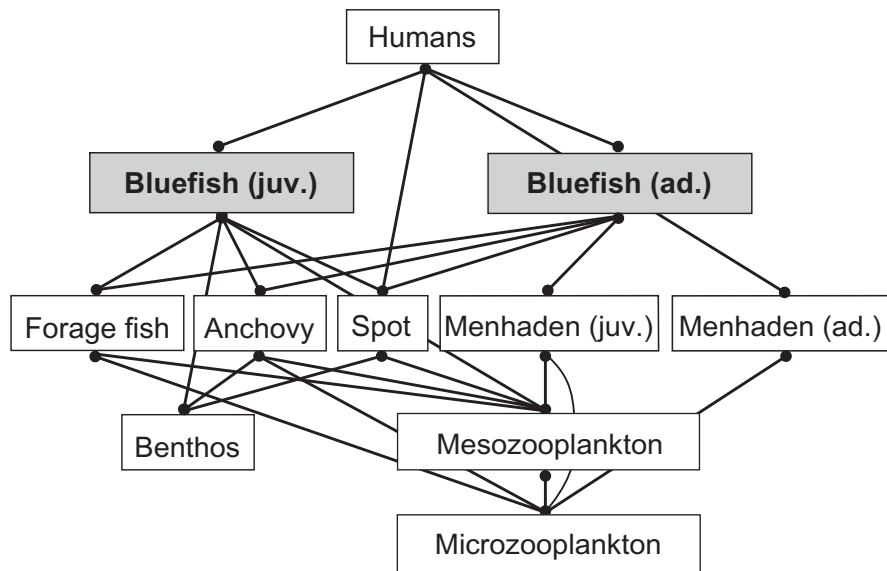 Humans
Bluefish (juv.)
Bluefish (ad.)
Forage fish
Anchovy
Spot
Menhaden (juv.)
Menhaden (ad.)
Benthos
Mesozooplankton
Microzooplankton